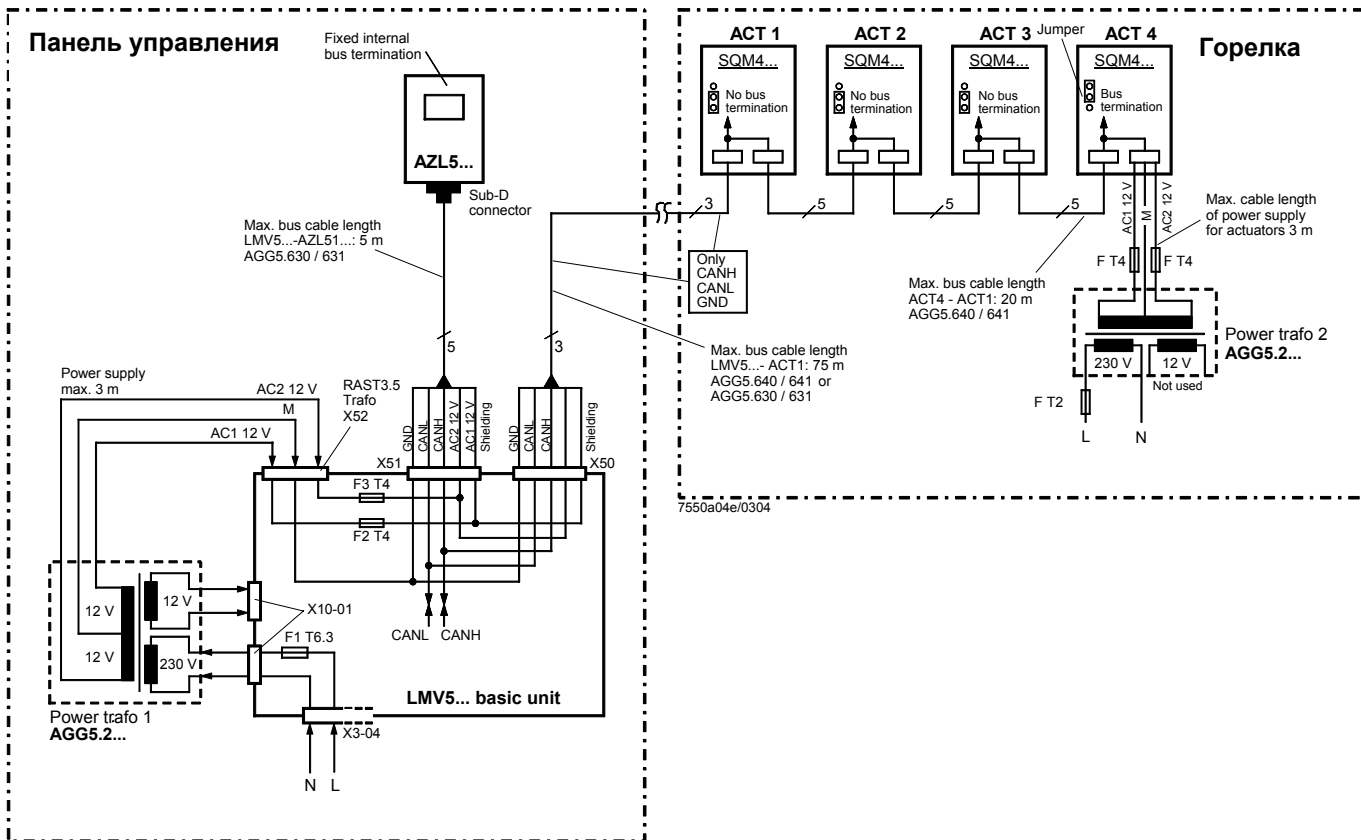 Панель управления
Fixed internal
bus termination
AZL5...
Sub-D
connector
Max. bus cable length
LMV5...-AZL51...: 5 m
AGG5.630 / 631
5
3
Power supply
max. 3 m
AC2 12 V
M
AC1 12 V
RAST3.5
Trafo
X52
GND
CANL
CANH
AC2 12 V
AC1 12 V
Shielding
GND
CANL
CANH
Shielding
X51
X50
F3 T4
F2 T4
12 V
12 V
12 V
230 V
X10-01
F1 T6.3
CANL
CANH
LMV5... basic unit
Power trafo 1
AGG5.2...
X3-04
N
L
Горелка
ACT 1
SQM4...
No bus
termination
ACT 2
SQM4...
No bus
termination
ACT 3
SQM4...
No bus
termination
Jumper
ACT 4
SQM4...
Bus
termination
3
5
5
5
Only
CANH
CANL
GND
Max. bus cable length
LMV5...- ACT1: 75 m
AGG5.640 / 641 or
AGG5.630 / 631
Max. bus cable length
ACT4 - ACT1: 20 m
AGG5.640 / 641
AC1 12 V
M
AC2 12 V
Max. cable length
of power supply
for actuators 3 m
F T4
F T4
230 V
12 V
Not used
Power trafo 2
AGG5.2...
F T2
L
N
7550a04e/0304